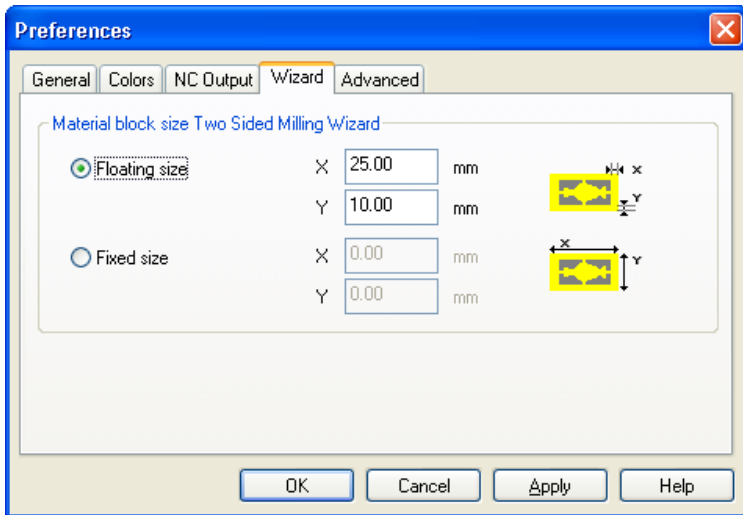 Preferences
General Colors NC Output Wizard Advanced
Material block size Two Sided Milling Wizard
Floating size X 25.00 mm
Y 10.00 mm
X
Y
Fixed size X 0.00 mm
Y 0.00 mm
X
Y
OK Cancel Apply Help